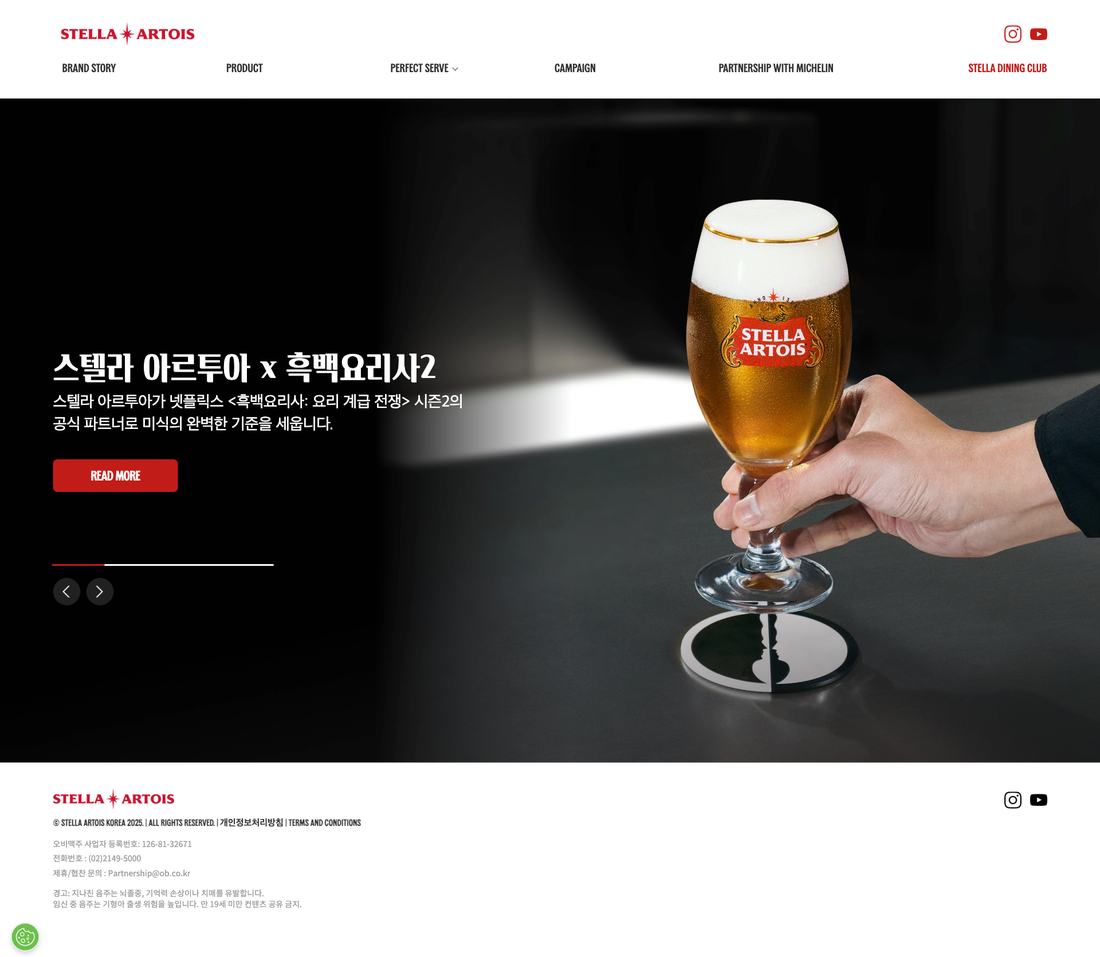 STELLA ARTOIS
BRAND STORY
PRODUCT
PERFECT SERVE
CAMPAIGN
PARTNERSHIP WITH MICHELIN
STELLA DINING CLUB
STELLA
ARTOIS
스텔라 아르투아 x 흑백요리사2
스텔라 아르투아가 넷플릭스 <흑백요리사: 요리 계급 전쟁> 시즌2의
공식 파트너로 미식의 완벽한 기준을 세웁니다.
READ MORE
STELLA ARTOIS
© STELLA ARTOIS KOREA 2025. | ALL RIGHTS RESERVED. | 개인정보처리방침 | TERMS AND CONDITIONS
오비맥주 사업자 등록번호: 126-81-32671
전화번호 : (02)2149-5000
제휴/협찬 문의 : Partnership@ob.co.kr
경고: 지나친 음주는 뇌졸중, 기억력 손상이나 치매를 유발합니다.
임신 중 음주는 기형아 출생 위험을 높입니다. 만 19세 미만 컨텐츠 공유 금지.